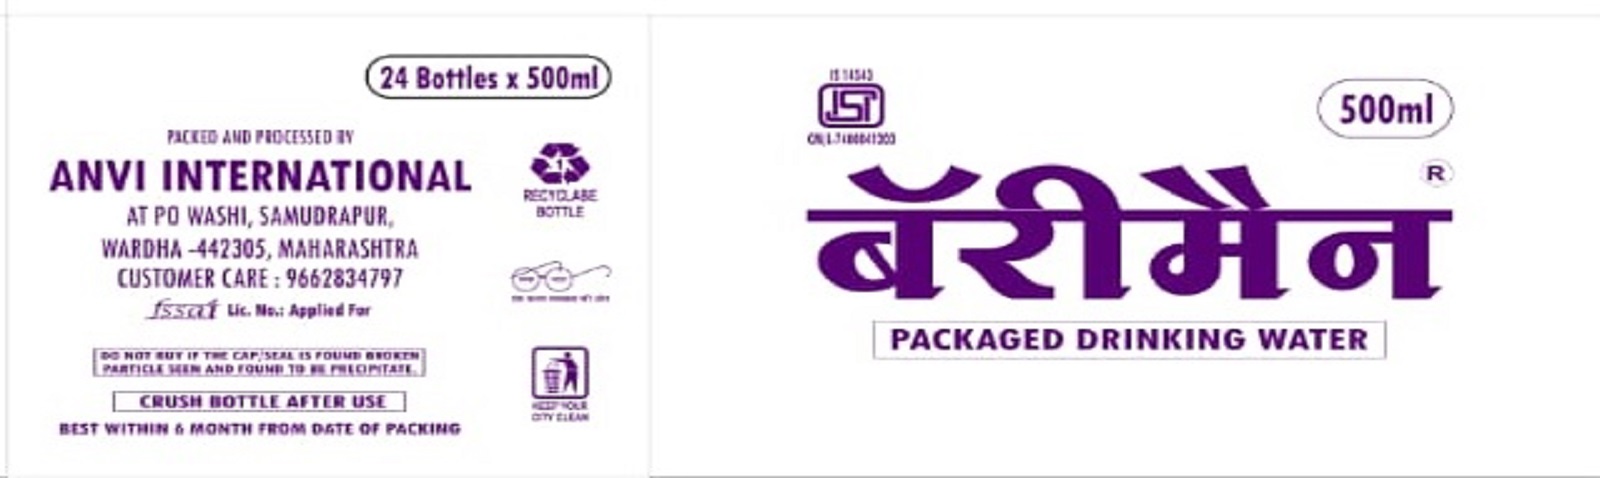 24 Bottles x 500ml
PACKED AND PROCESSED BY
ANVI INTERNATIONAL
AT PO WASHI, SAMUDRAPUR,
WARDHA -442305, MAHARASHTRA
CUSTOMER CARE : 9662834797
fssai Lic. No.: Applied For
DO NOT BUY IF THE CAP/SEAL IS FOUND BROKEN
PARTICLE SEEN AND FOUND TO BE PRECIPITATE.
CRUSH BOTTLE AFTER USE
BEST WITHIN 6 MONTH FROM DATE OF PACKING
1
RECYCLABE
BOTTLE
KEEP YOUR
CITY CLEAN
IS 14543
500ml
बॅरीमैन
R
PACKAGED DRINKING WATER